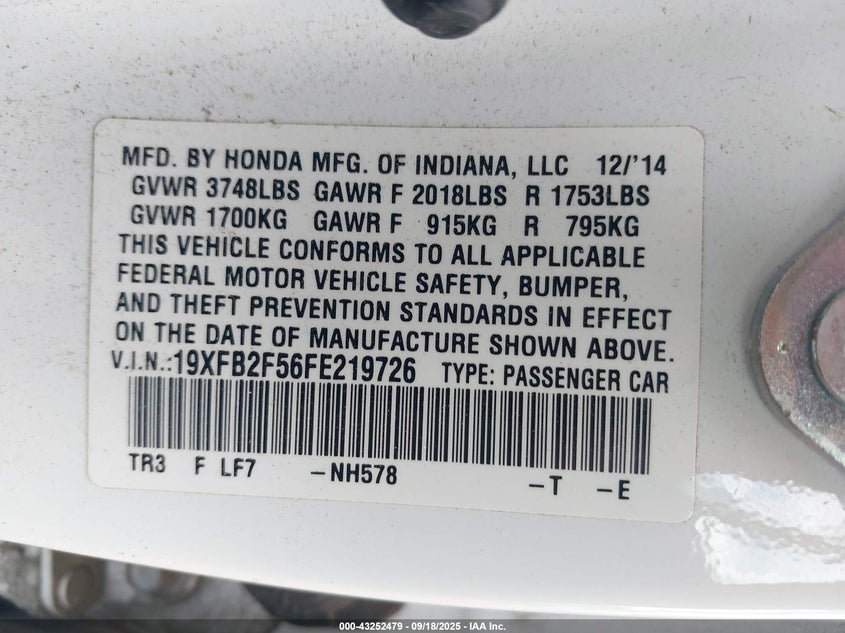 MFD. BY HONDA MFG. OF INDIANA, LLC 12/'14
GVWR 3748LBS GAWR F 2018LBS R 1753LBS
GVWR 1700KG GAWR F 915KG R 795KG
THIS VEHICLE CONFORMS TO ALL APPLICABLE
FEDERAL MOTOR VEHICLE SAFETY, BUMPER,
AND THEFT PREVENTION STANDARDS IN EFFECT
ON THE DATE OF MANUFACTURE SHOWN ABOVE.
V.I.N.:19XFB2F56FE219726 TYPE: PASSENGER CAR
TR3 F LF7 -NH578 -T -E
000-43252479 - 09/18/2025 - IAA Inc.